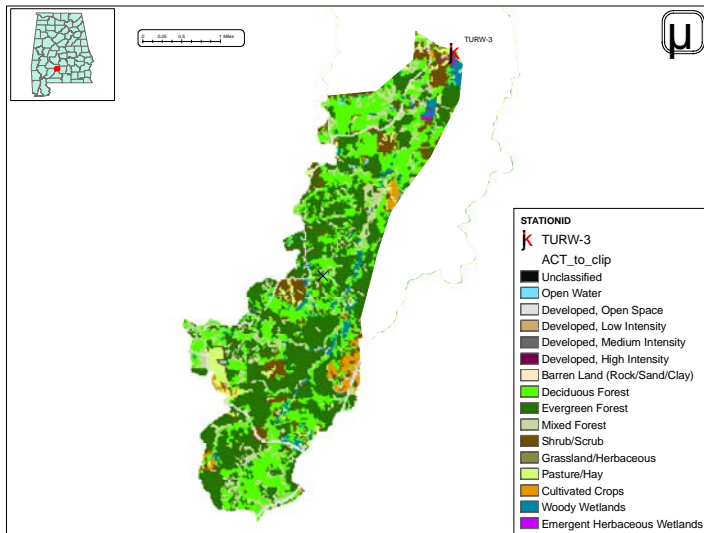 TURW-3
µ
0 0.25 0.5 1 Miles
STATIONID
TURW-3
ACT_to_clip
Unclassified
Open Water
Developed, Open Space
Developed, Low Intensity
Developed, Medium Intensity
Developed, High Intensity
Barren Land (Rock/Sand/Clay)
Deciduous Forest
Evergreen Forest
Mixed Forest
Shrub/Scrub
Grassland/Herbaceous
Pasture/Hay
Cultivated Crops
Woody Wetlands
Emergent Herbaceous Wetlands